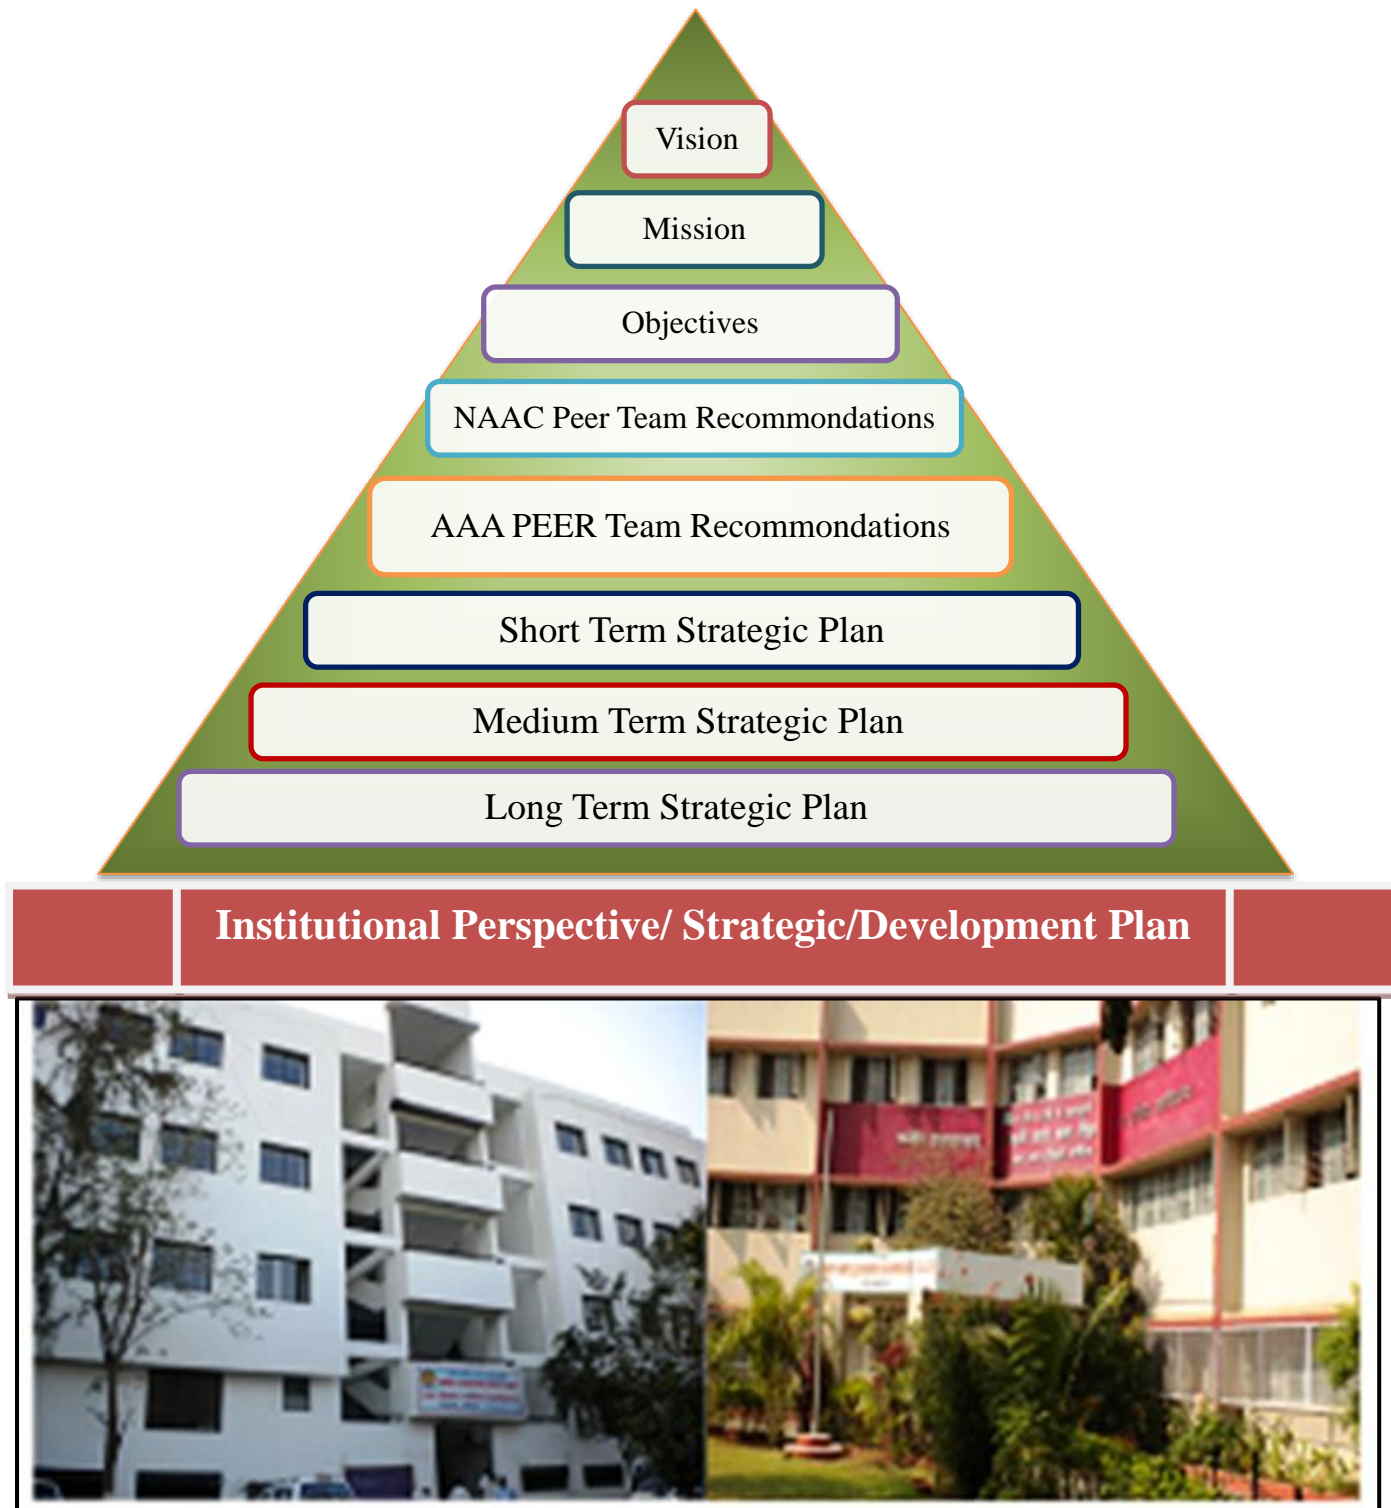 Vision
Mission
Objectives
NAAC Peer Team Recommondations
AAA PEER Team Recommondations
Short Term Strategic Plan
Medium Term Strategic Plan
Long Term Strategic Plan
Institutional Perspective/ Strategic/Development Plan